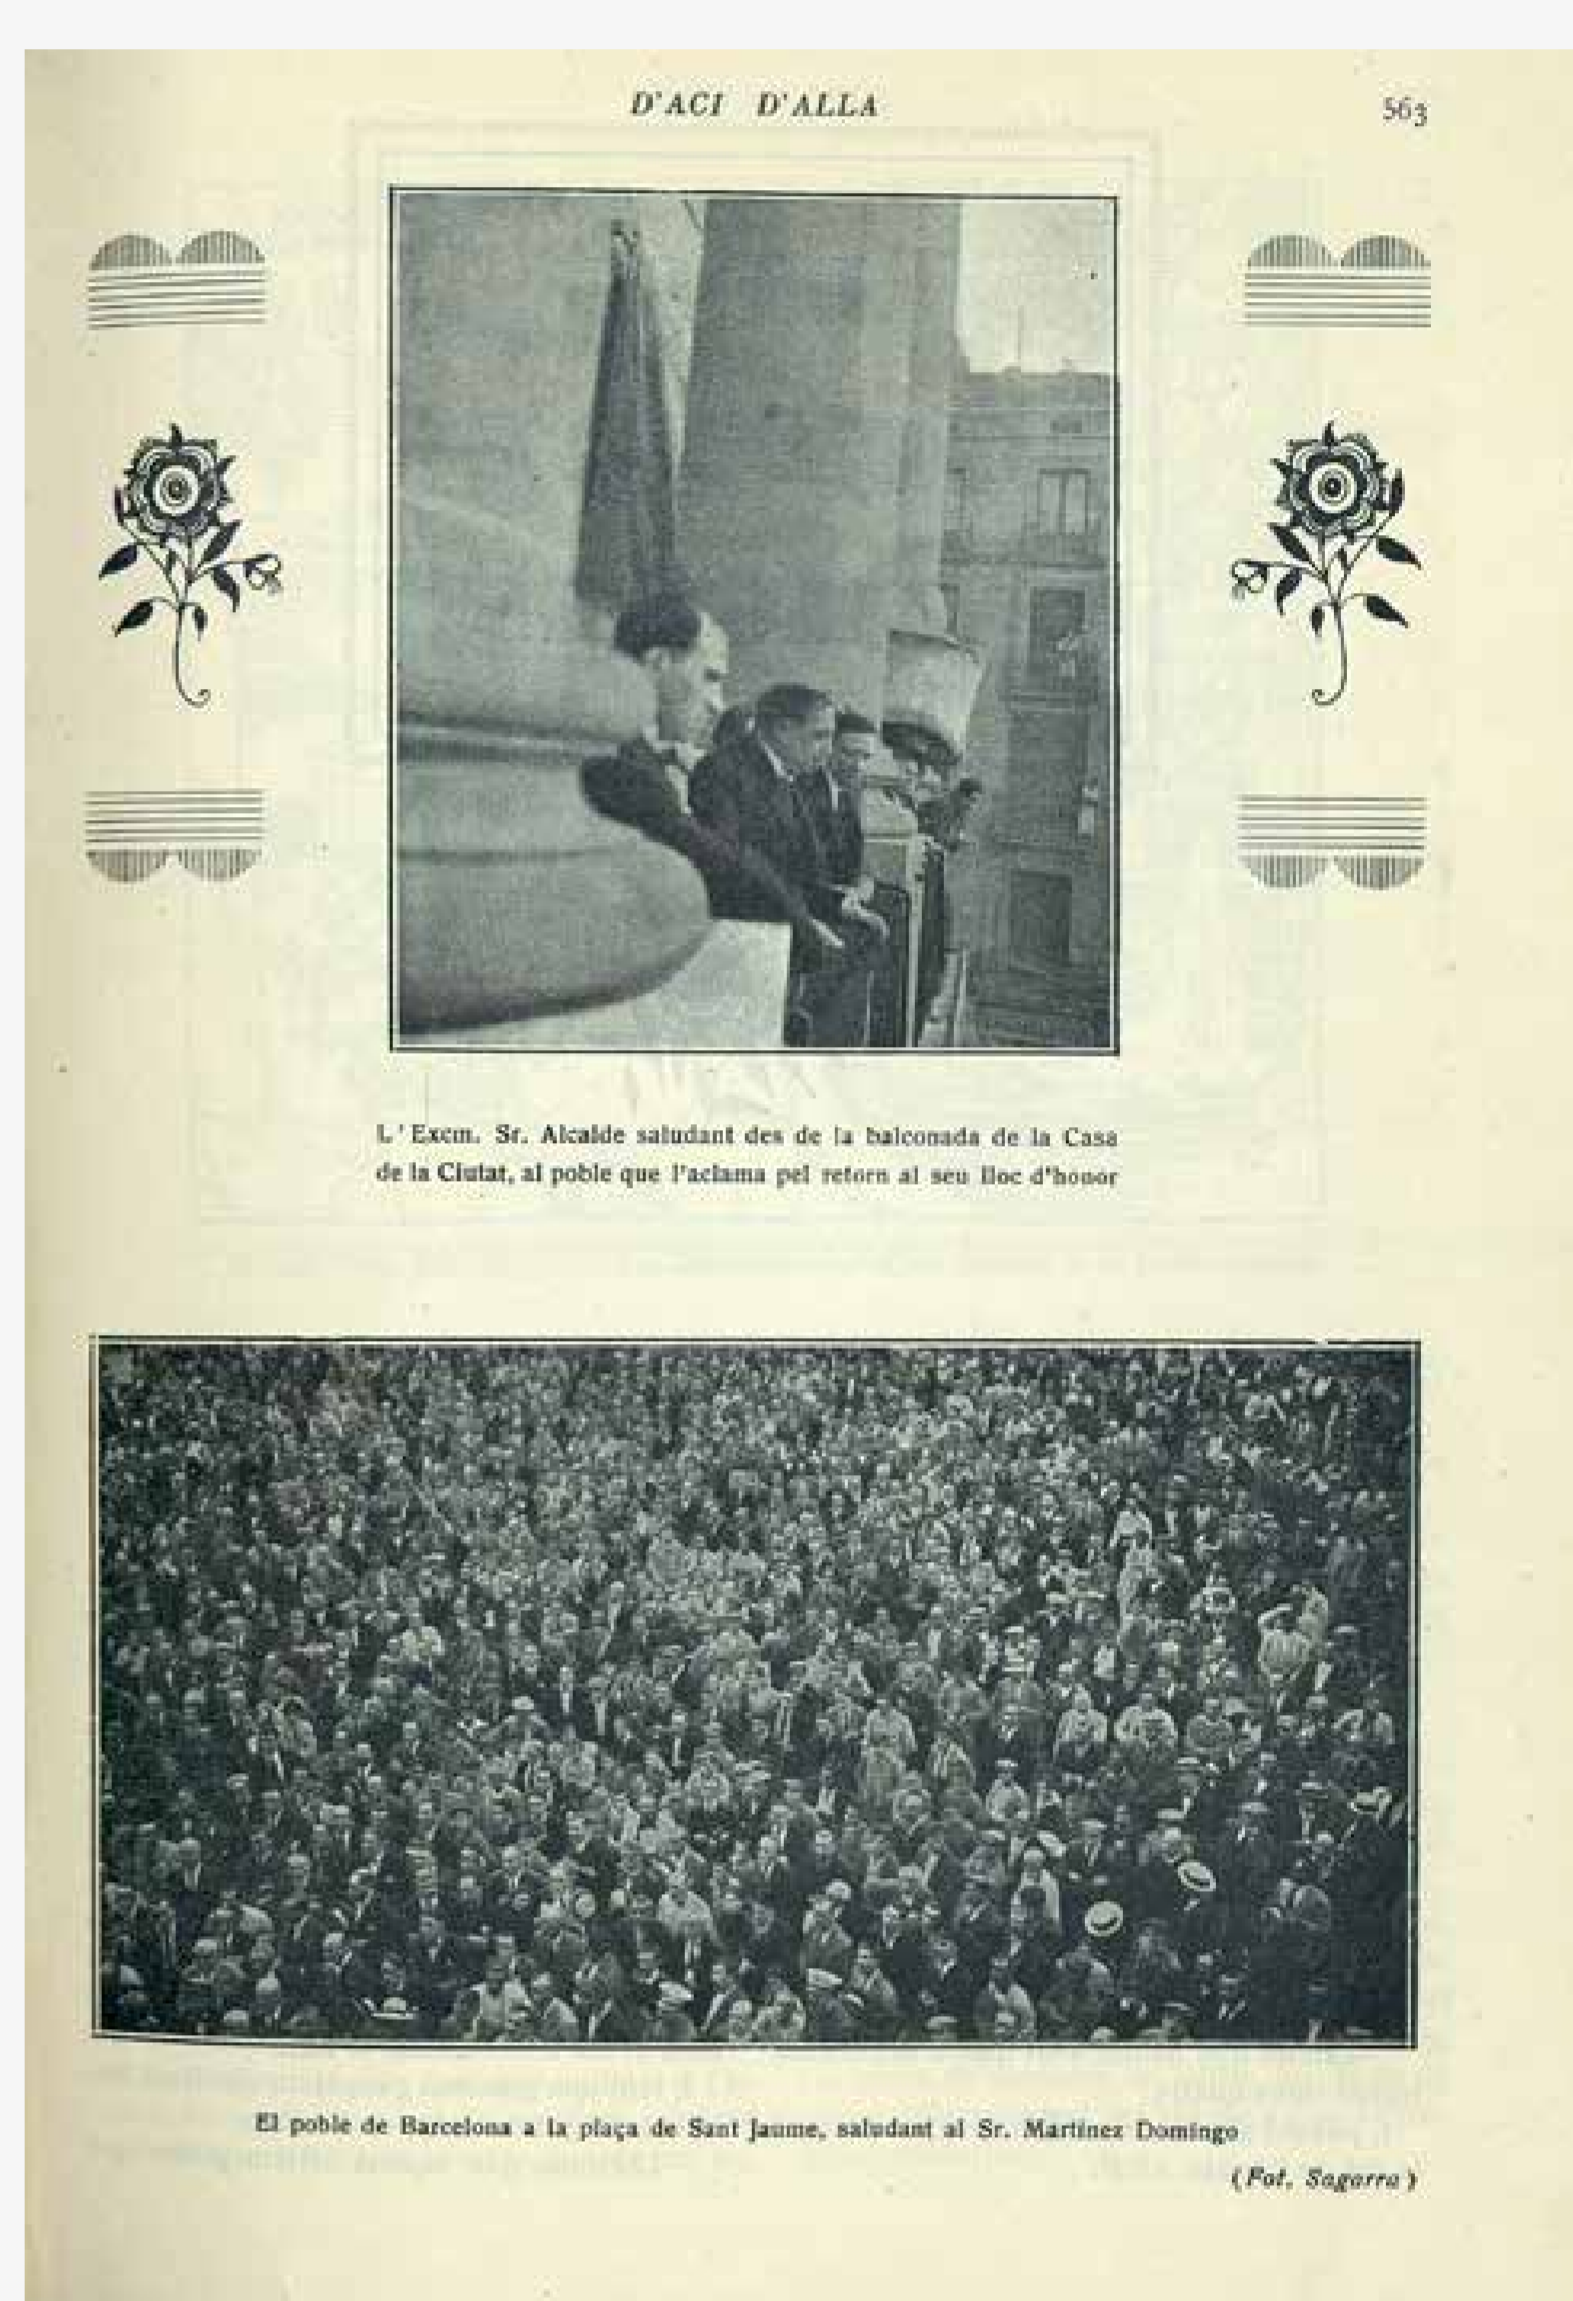 D'ACI D'ALLA
563
L'Excm. Sr. Alcalde saludant des de la balconada de la Casa
de la Ciutat, al poble que l'aclama pel retorn al seu lloc d'honor
El poble de Barcelona a la plaça de Sant Jaume, saludant al Sr. Martínez Domingo
(Fot. Sagarra)